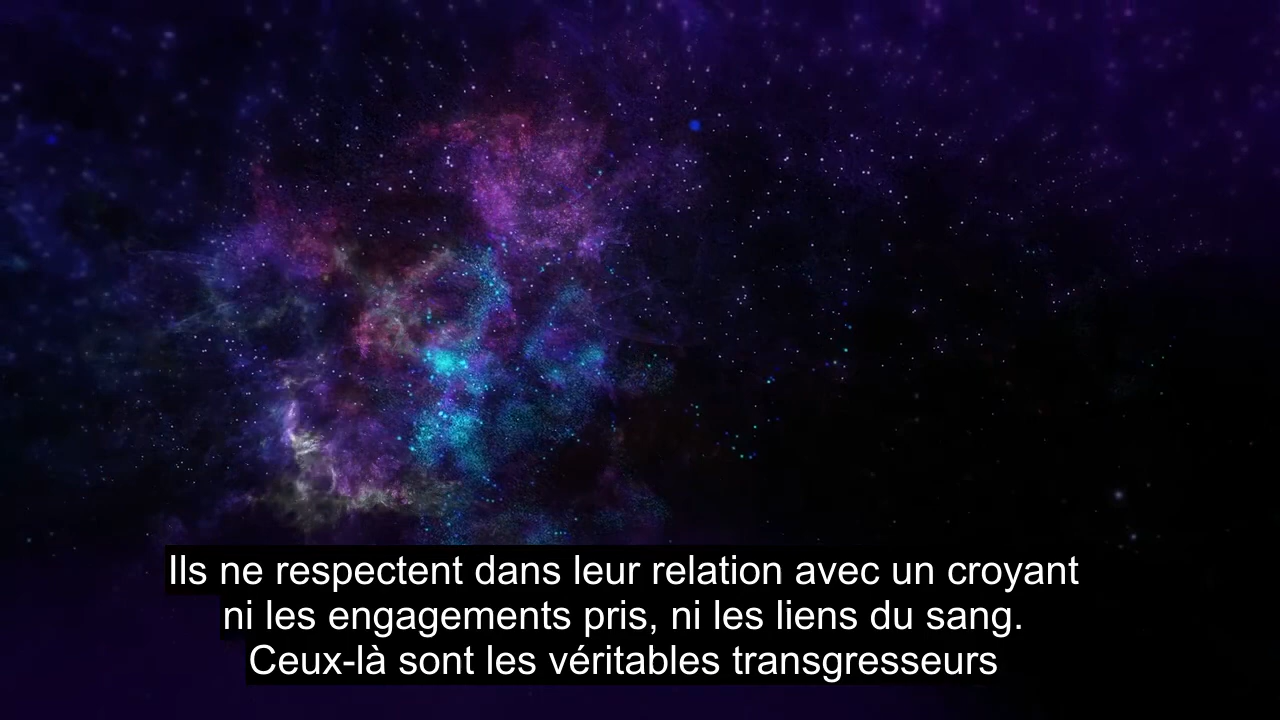 Ils ne respectent dans leur relation avec un croyant
ni les engagements pris, ni les liens du sang.
Ceux-là sont les véritables transgresseurs